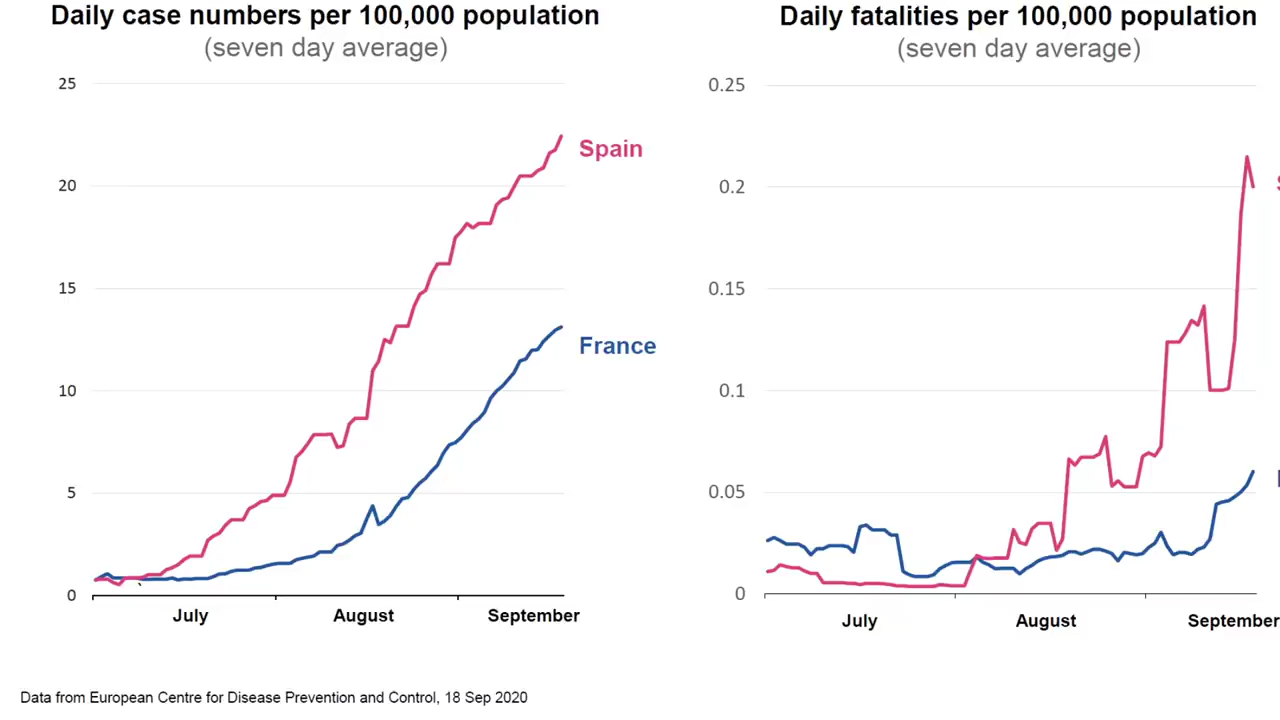 Daily case numbers per 100,000 population
(seven day average)
25
20
15
10
5
0
Spain
France
July
August
September
Daily fatalities per 100,000 population
(seven day average)
0.25
0.2
0.15
0.1
0.05
0
July
August
September
Data from European Centre for Disease Prevention and Control, 18 Sep 2020